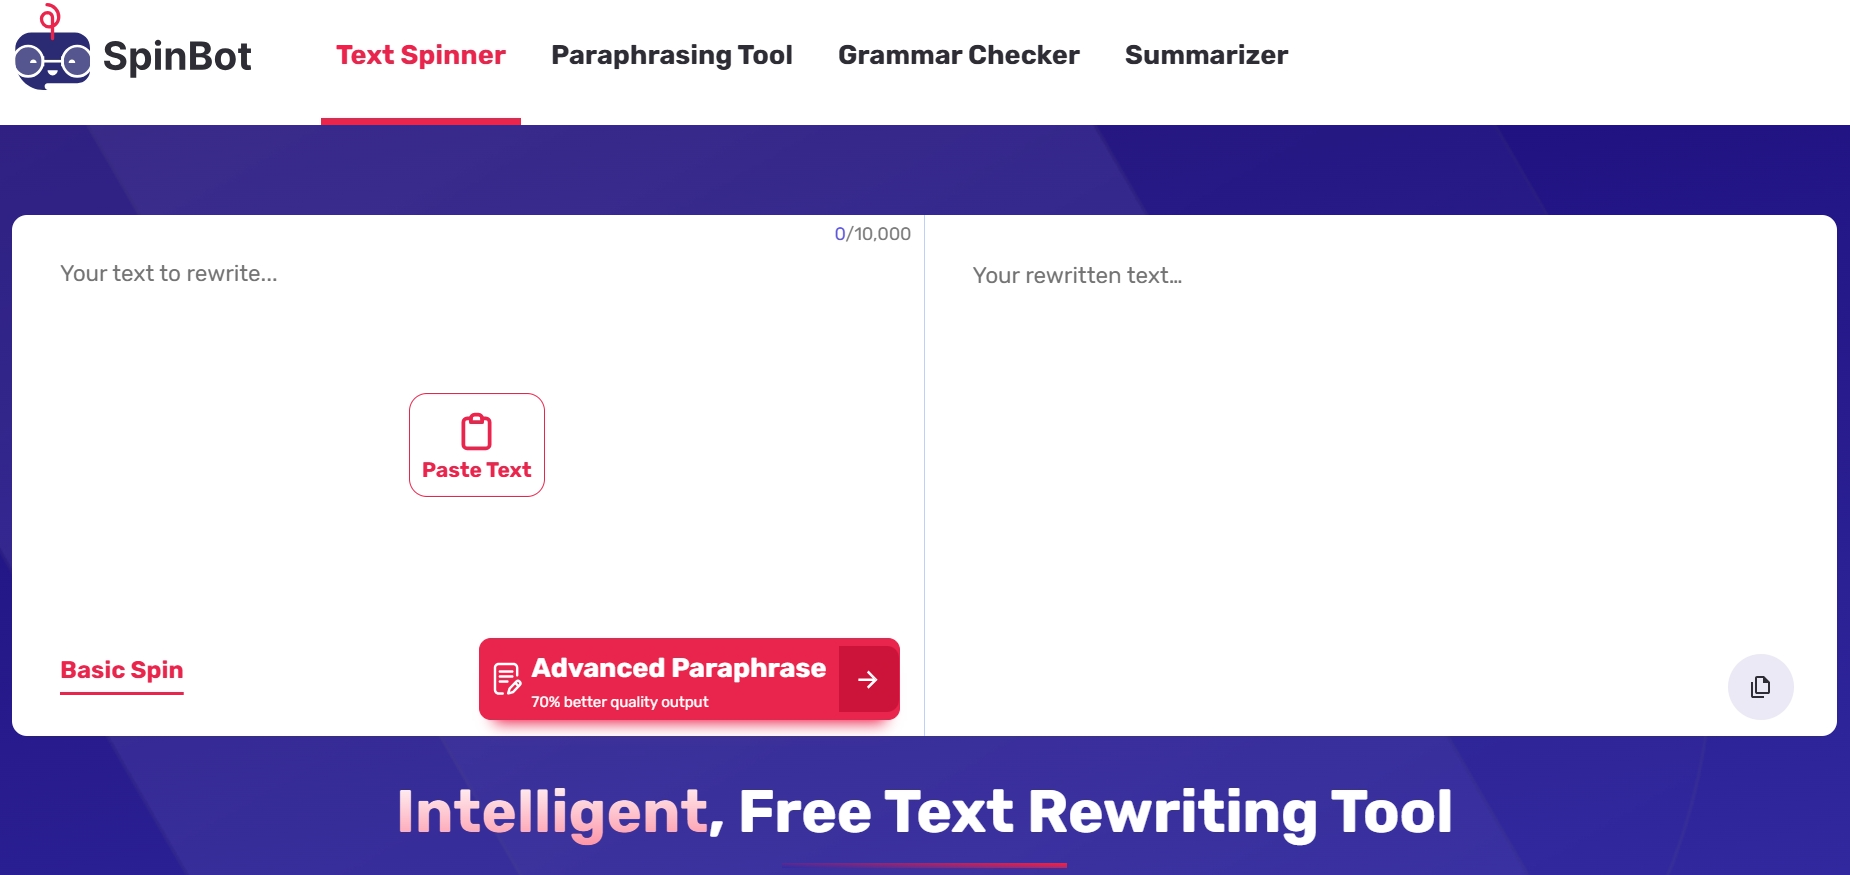 SpinBot
Text Spinner
Paraphrasing Tool
Grammar Checker
Summarizer
0/10,000
Your text to rewrite...
Your rewritten text...
Paste Text
Basic Spin
Advanced Paraphrase
70% better quality output
Intelligent, Free Text Rewriting Tool